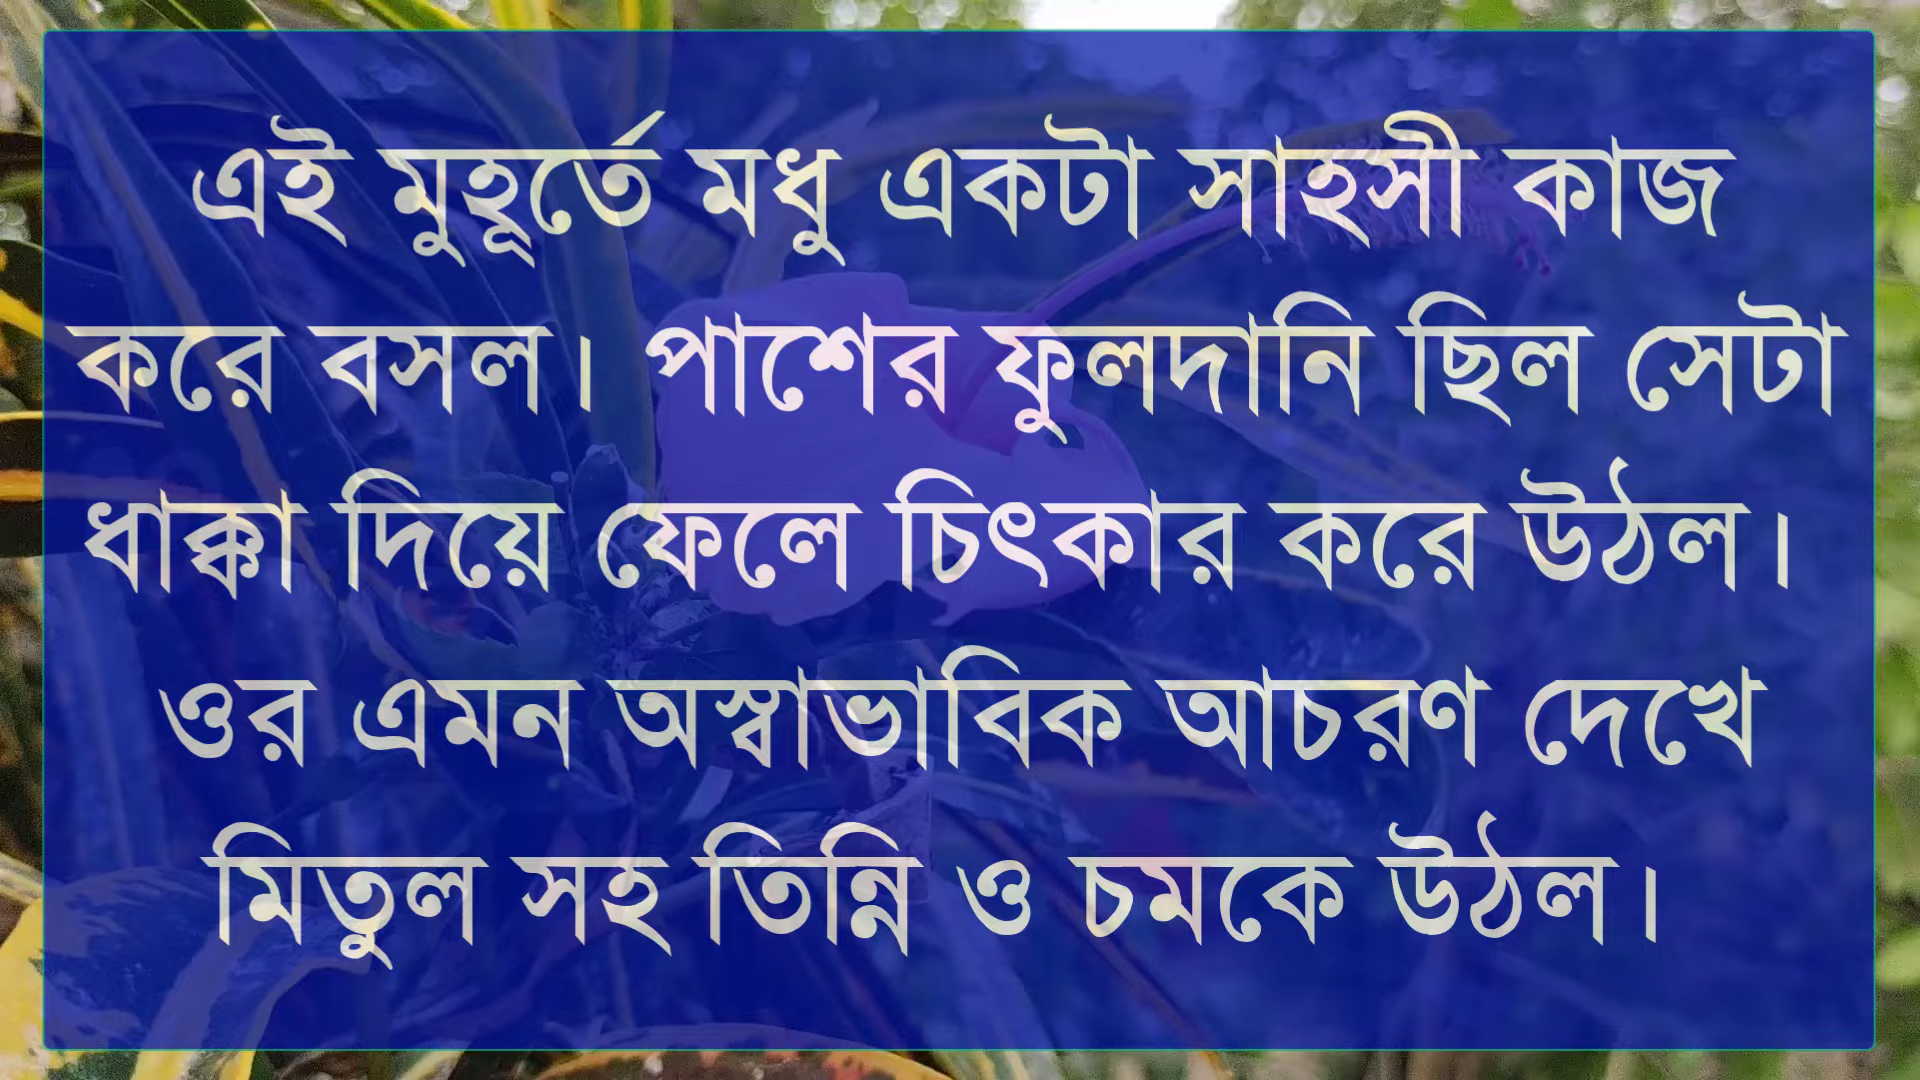 এই মুহূর্তে মধু একটা সাহসী কাজ
করে বসল। পাশের ফুলদানি ছিল সেটা
ধাক্কা দিয়ে ফেলে চিৎকার করে উঠল।
ওর এমন অস্বাভাবিক আচরণ দেখে
মিতুল সহ তিন্নি ও চমকে উঠল।